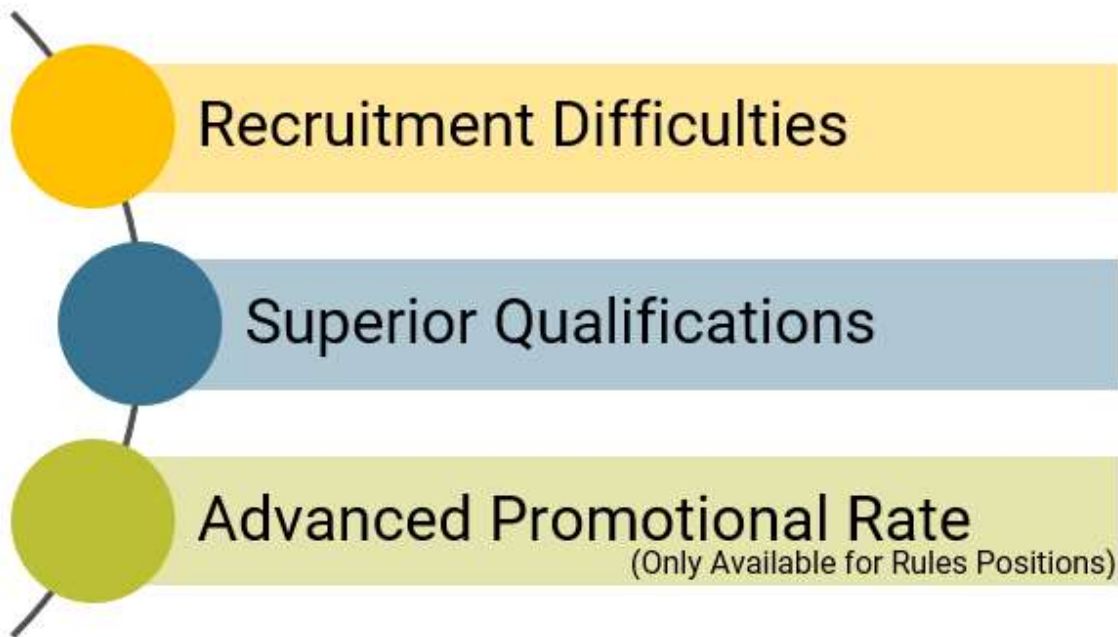 Recruitment Difficulties
Superior Qualifications
Advanced Promotional Rate
(Only Available for Rules Positions)